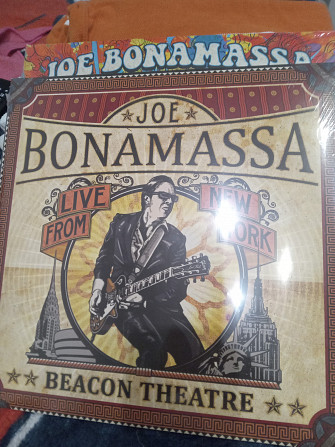 JOE BONAMASSA
JOE
BONAMASSA
LIVE FROM
NEW YORK
BEACON THEATRE